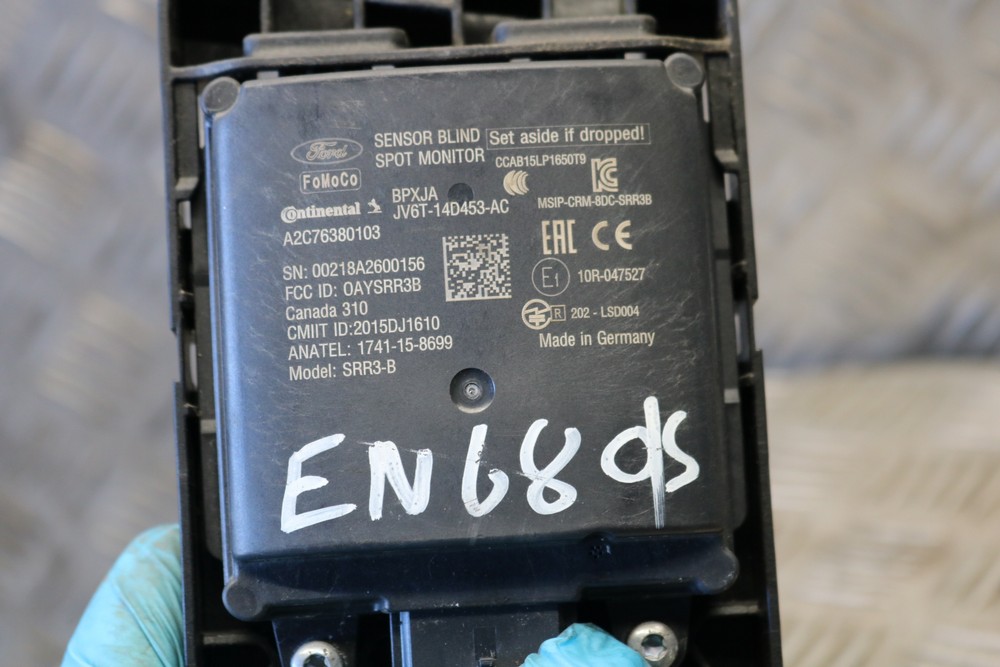 SENSOR BLIND Set aside if dropped!
SPOT MONITOR CCAB15LP1650T9
Ford
FoMoCo
MSIP-CRM-8DC-SRR3B
Continental BPXJA
JV6T-14D453-AC
A2C76380103
EAC CE
SN: 00218A2600156
FCC ID: OAYSRR3B
E1 10R-047527
Canada 310
R 202 - LSD004
CMIIT ID:2015DJ1610
ANATEL: 1741-15-8699
Made in Germany
Model: SRR3-B
EN68 ds